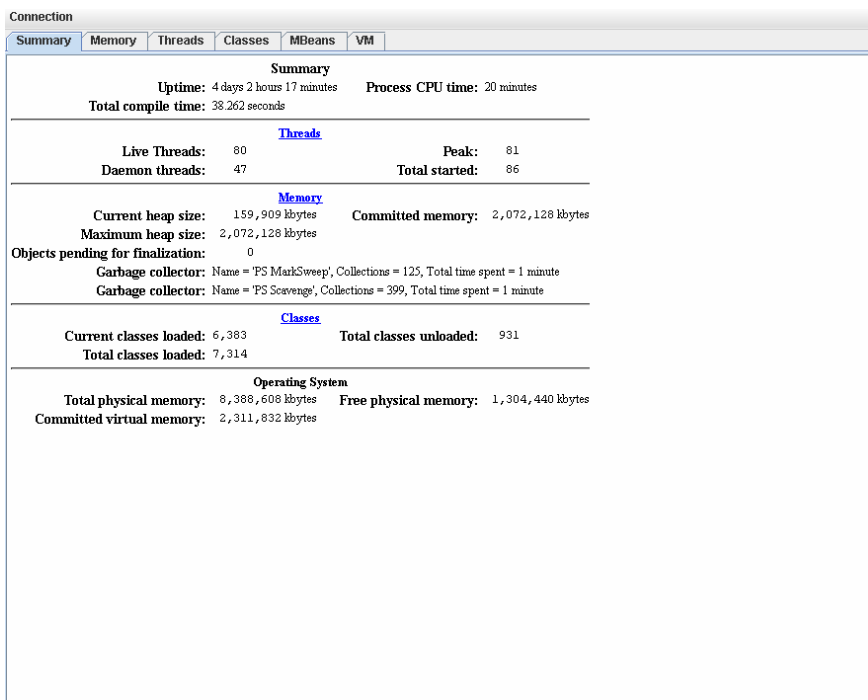 Connection
Summary Memory Threads Classes MBeans VM
Summary
Uptime: 4 days 2 hours 17 minutes Process CPU time: 20 minutes
Total compile time: 38.262 seconds
Threads
Live Threads: 80 Peak: 81
Daemon threads: 47 Total started: 86
Memory
Current heap size: 159,909 kbytes Committed memory: 2,072,128 kbytes
Maximum heap size: 2,072,128 kbytes
Objects pending for finalization: 0
Garbage collector: Name = 'PS MarkSweep', Collections = 125, Total time spent = 1 minute
Garbage collector: Name = 'PS Scavenge', Collections = 399, Total time spent = 1 minute
Classes
Current classes loaded: 6,383 Total classes unloaded: 931
Total classes loaded: 7,314
Operating System
Total physical memory: 8,388,608 kbytes Free physical memory: 1,304,440 kbytes
Committed virtual memory: 2,311,832 kbytes